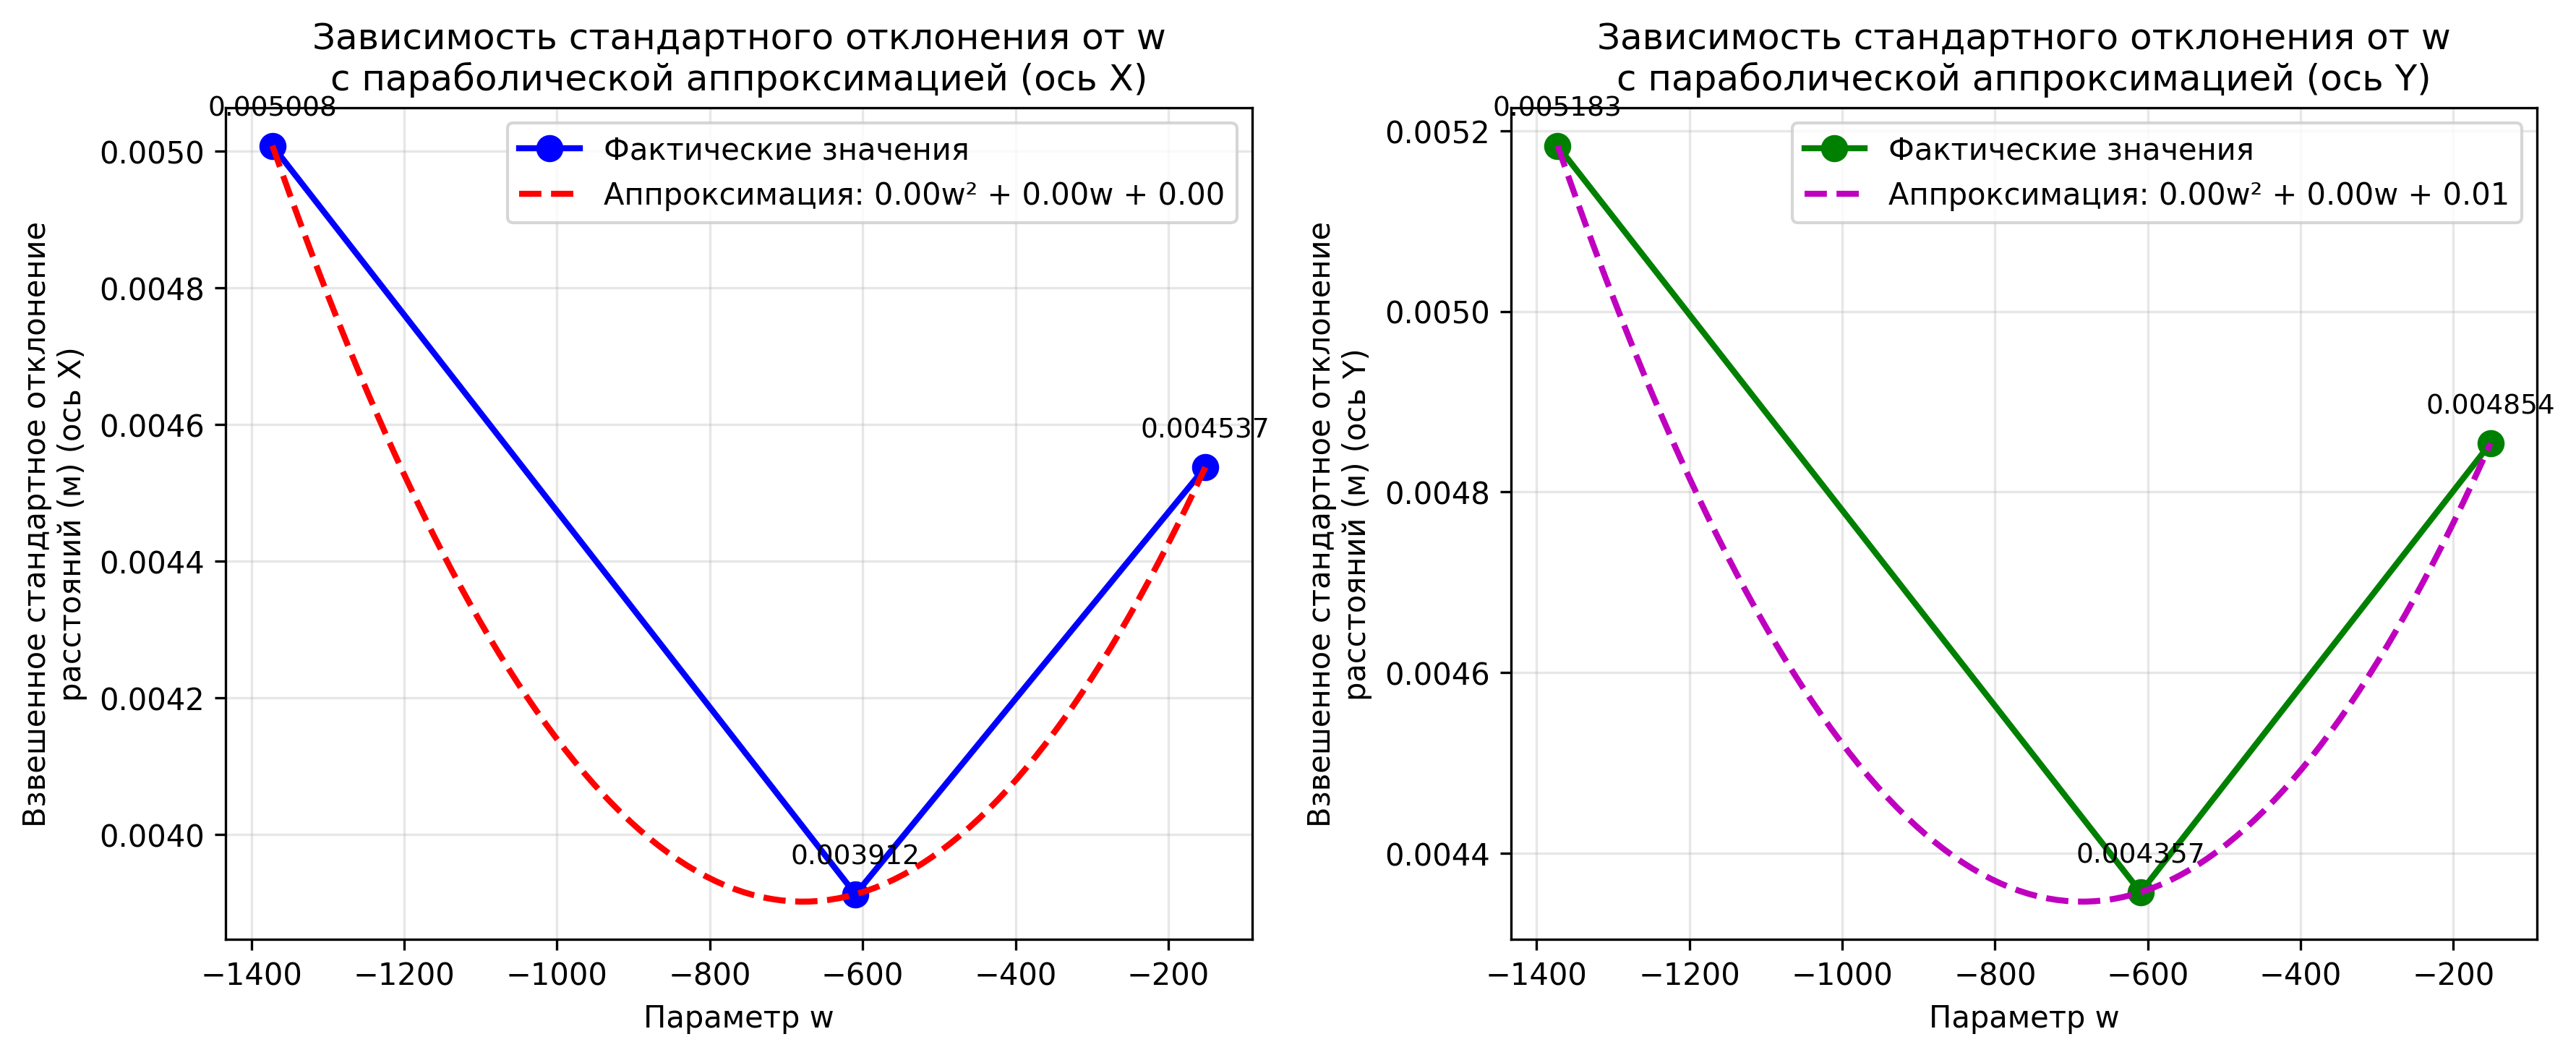 Зависимость стандартного отклонения от w
с параболической аппроксимацией (ось X)
0.005008
Фактические значения
Аппроксимация: 0.00w² + 0.00w + 0.00
0.004537
0.003912
0.0050
0.0048
0.0046
0.0044
0.0042
0.0040
Взвешенное стандартное отклонение
расстояний (м) (ось X)
−1400 −1200 −1000 −800 −600 −400 −200
Параметр w
Зависимость стандартного отклонения от w
с параболической аппроксимацией (ось Y)
0.005183
Фактические значения
Аппроксимация: 0.00w² + 0.00w + 0.01
0.004854
0.004357
0.0052
0.0050
0.0048
0.0046
0.0044
Взвешенное стандартное отклонение
расстояний (м) (ось Y)
−1400 −1200 −1000 −800 −600 −400 −200
Параметр w